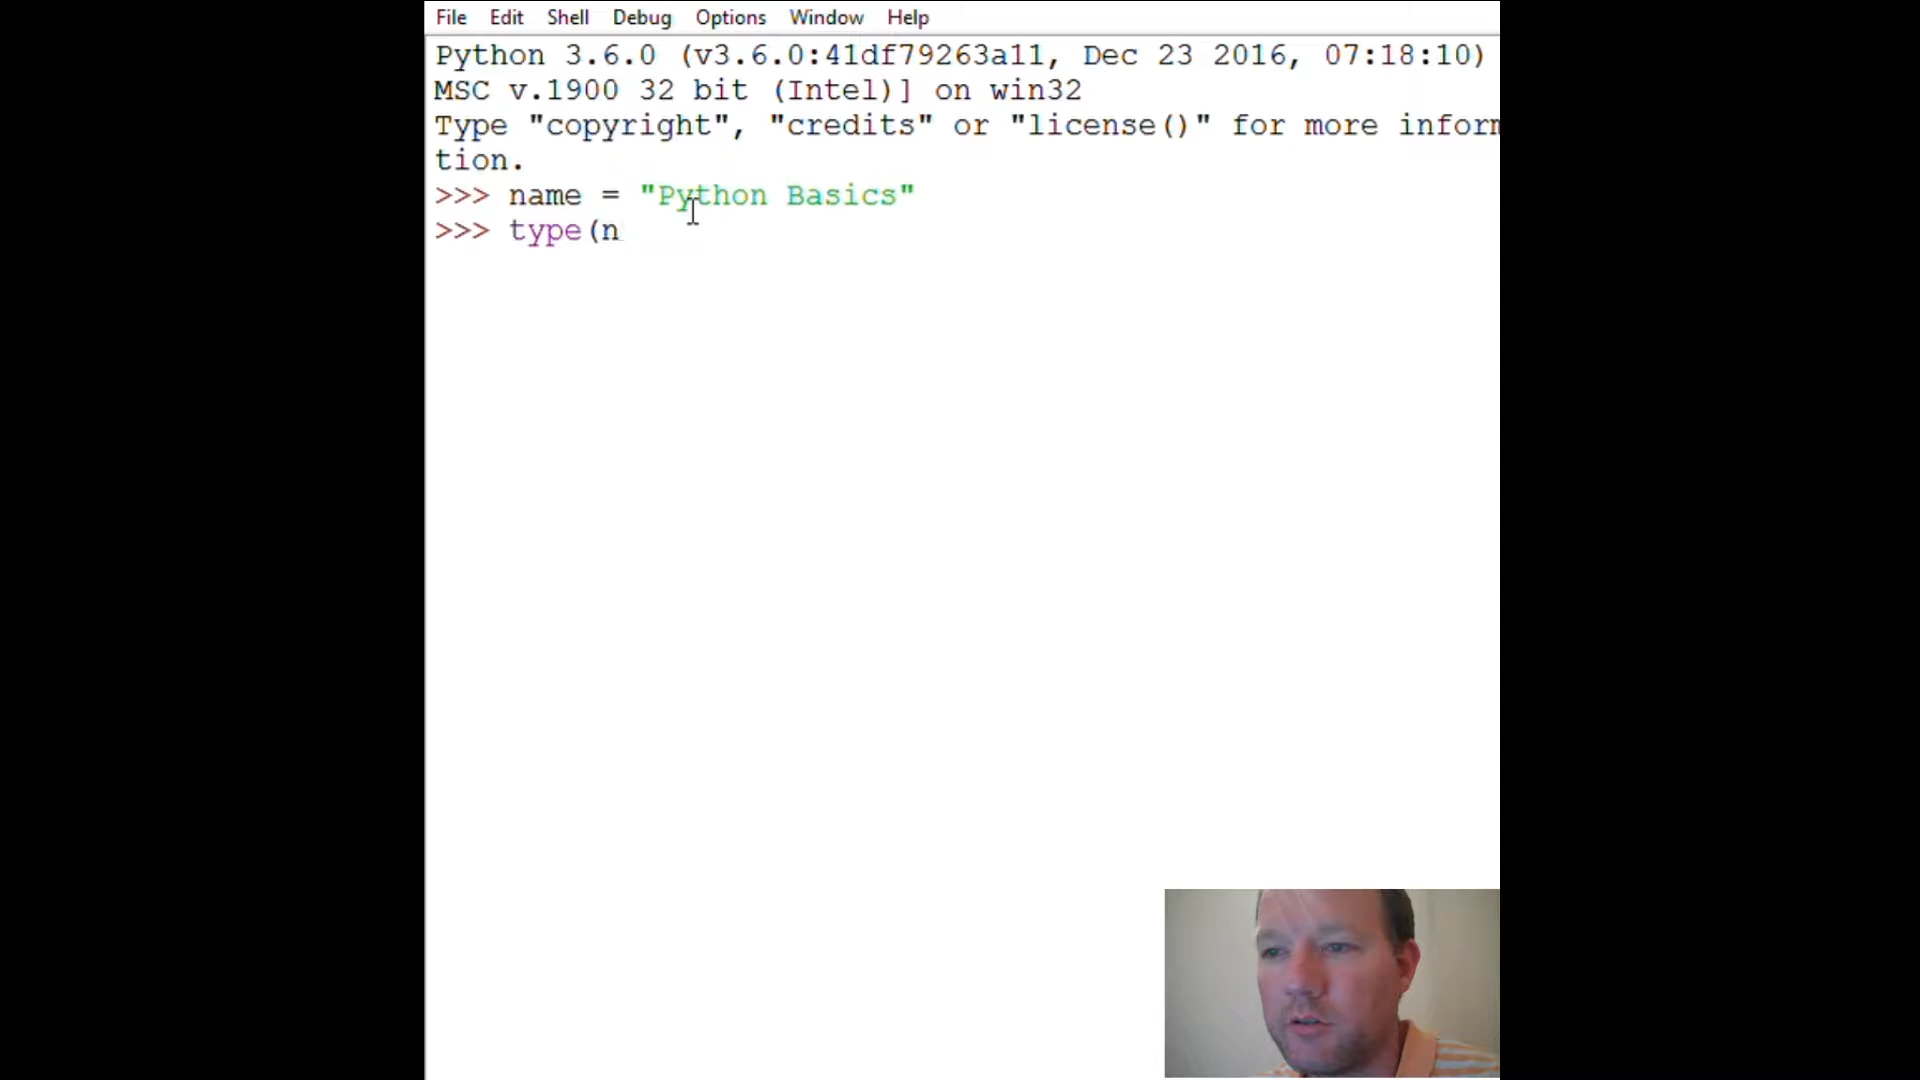 File Edit Shell Debug Options Window Help
Python 3.6.0 (v3.6.0:41df79263a11, Dec 23 2016, 07:18:10)
MSC v.1900 32 bit (Intel)] on win32
Type "copyright", "credits" or "license()" for more inform
tion.
>>> name = "Python Basics"
>>> type(n